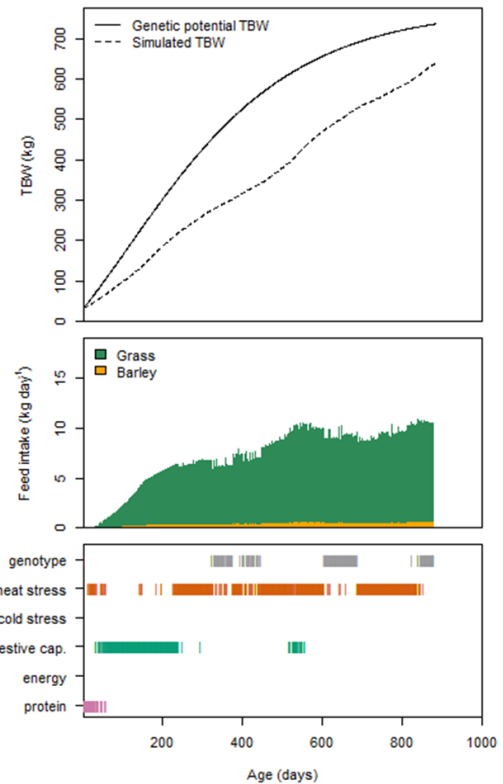 Genetic potential TBW
Simulated TBW
TBW (kg)
0
100
200
300
400
500
600
700
Grass
Barley
Feed intake (kg day⁻¹)
0
5
10
15
genotype
heat stress
cold stress
estive cap.
energy
protein
200
400
600
800
1000
Age (days)